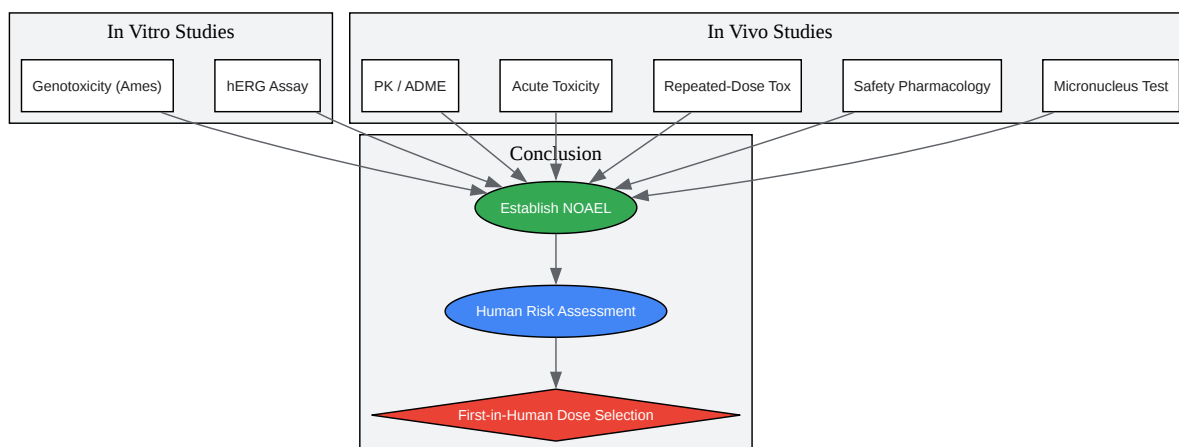 In Vitro Studies
In Vivo Studies
Genotoxicity (Ames)
hERG Assay
PK / ADME
Acute Toxicity
Repeated-Dose Tox
Safety Pharmacology
Micronucleus Test
Conclusion
Establish NOAEL
Human Risk Assessment
First-in-Human Dose Selection